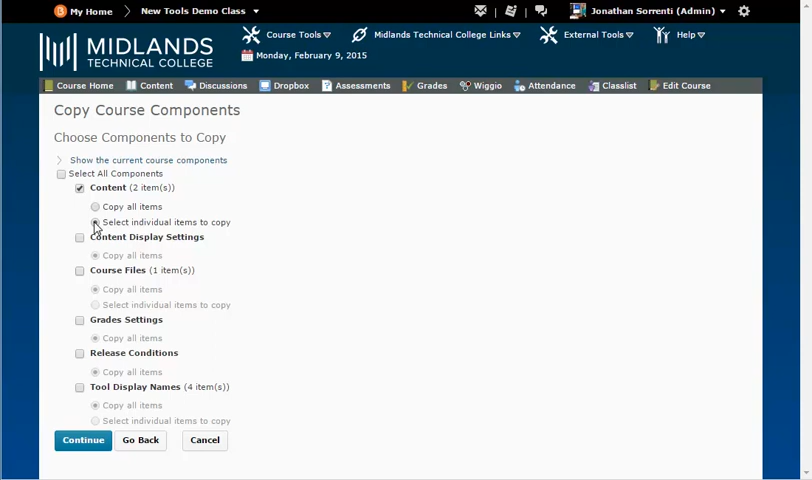 My Home New Tools Demo Class Jonathan Sorrenti (Admin)
MIDLANDS
TECHNICAL COLLEGE
Course Tools Midlands Technical College Links External Tools Help
Monday, February 9, 2015
Course Home Content Discussions Dropbox Assessments Grades Wiggio Attendance Classlist Edit Course
Copy Course Components
Choose Components to Copy
Show the current course components
Select All Components
Content (2 item(s))
Copy all items
Select individual items to copy
Content Display Settings
Copy all items
Course Files (1 item(s))
Copy all items
Select individual items to copy
Grades Settings
Copy all items
Release Conditions
Copy all items
Tool Display Names (4 item(s))
Copy all items
Select individual items to copy
Continue Go Back Cancel